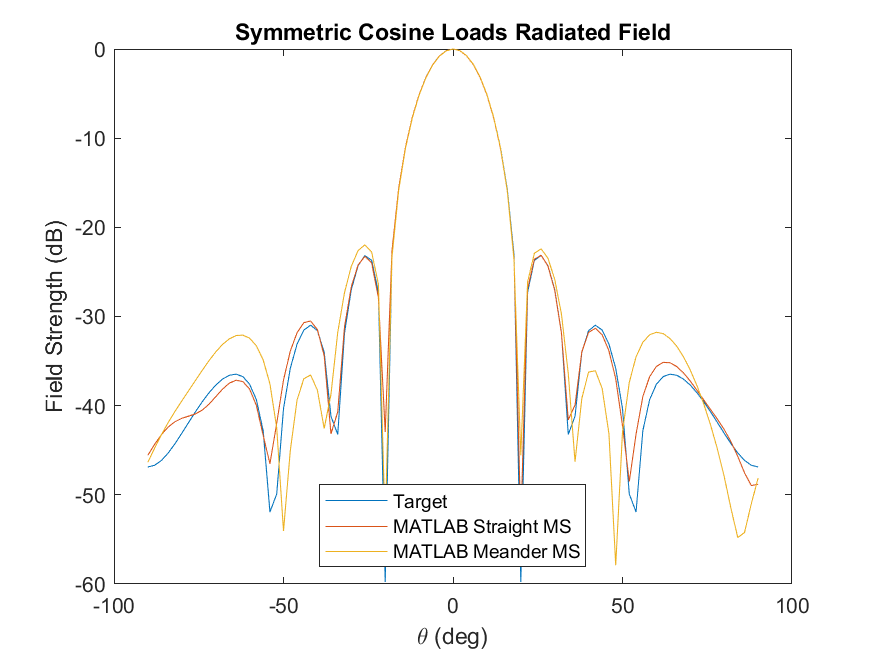 Symmetric Cosine Loads Radiated Field
0
-10
-20
-30
-40
-50
-60
Field Strength (dB)
Target
MATLAB Straight MS
MATLAB Meander MS
-100
-50
0
50
100
θ (deg)